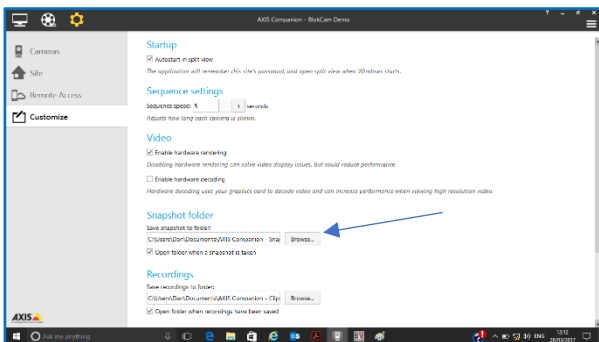 AXIS Companion - BlokCam Demo
Cameras
Site
Remote Access
Customize
Startup
Autostart in split view
The application will remember this site's password, and open split view when Windows starts.
Sequence settings
Sequence speed: 5 seconds
Adjusts how long each camera is shown.
Video
Enable hardware rendering
Disabling hardware rendering can solve video display issues, but could reduce performance.
Enable hardware decoding
Hardware decoding uses your graphics card to decode video and can increase performance when viewing high resolution video.
Snapshot folder
Save snapshot to folder:
C:\Users\Dan\Documents\AXIS Companion - Snap Browse...
Open folder when a snapshot is taken
Recordings
Save recordings to folder:
C:\Users\Dan\Documents\AXIS Companion - Clip Browse...
Open folder when recordings have been saved
AXIS
Ask me anything
ENG
12:12
28/03/2017